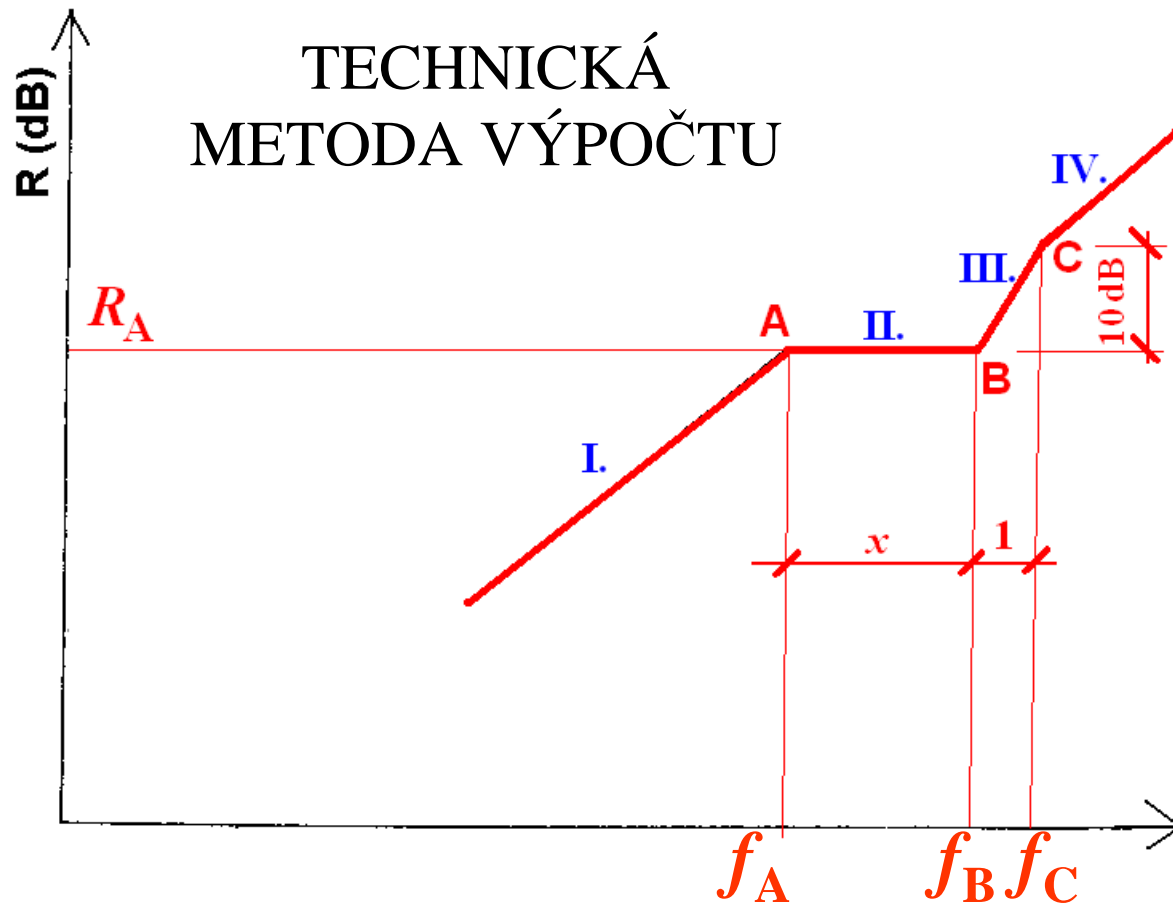 TECHNICKÁ
METODA VÝPOČTU
R (dB)
IV.
III.
C
10 dB
R_A
A
II.
B
I.
x
1
f_A
f_B
f_C